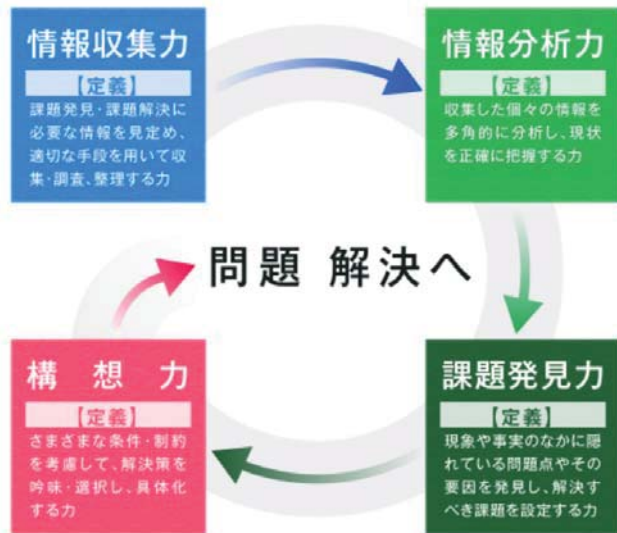 情報収集力
【定義】
課題発見・課題解決に
必要な情報を見定め、
適切な手段を用いて収
集・調査、整理する力
情報分析力
【定義】
収集した個々の情報を
多角的に分析し、現状
を正確に把握する力
問題 解決へ
構 想 力
【定義】
さまざまな条件・制約
を考慮して、解決策を
吟味・選択し、具体化
する力
課題発見力
【定義】
現象や事実のなかに隠
れている問題点やその
要因を発見し、解決す
べき課題を設定する力